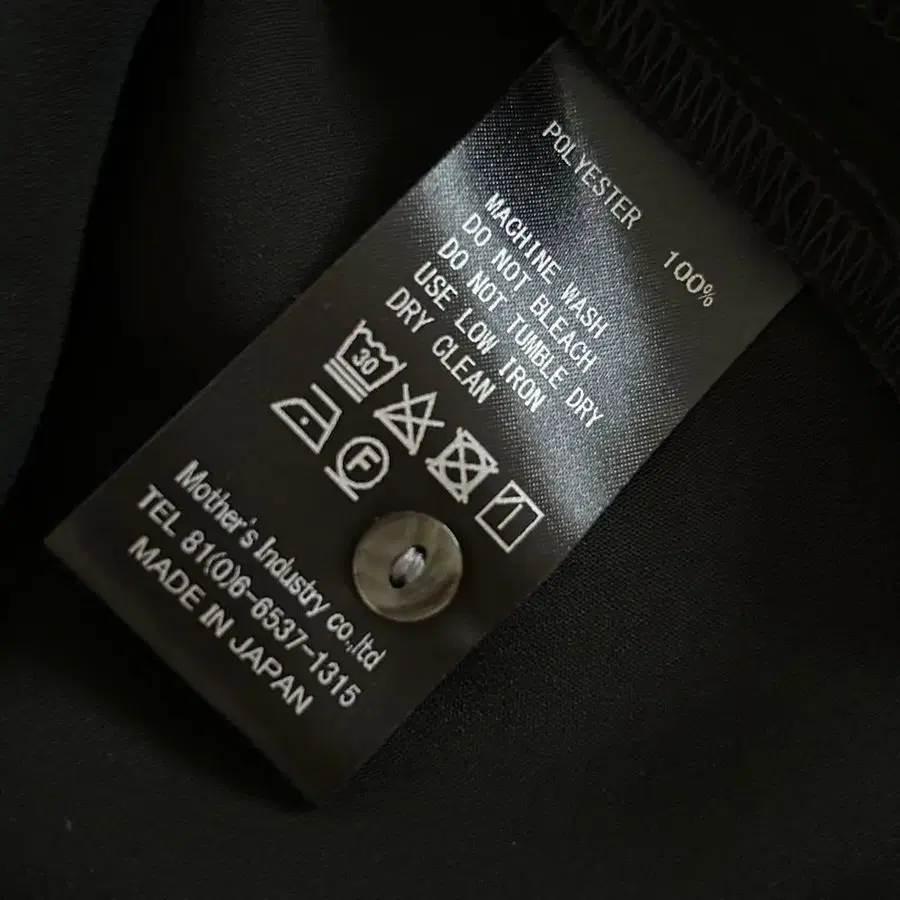 POLYESTER 100%
MACHINE WASH
DO NOT BLEACH
DO NOT TUMBLE DRY
USE LOW IRON
DRY CLEAN
30
F
Mother's Industry co.,ltd
TEL 81(0)6-6537-1315
MADE IN JAPAN